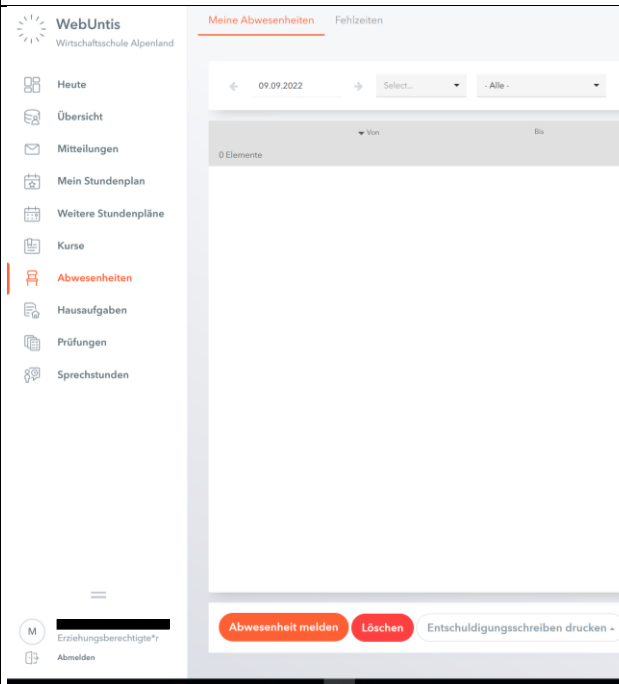 WebUntis
Wirtschaftsschule Alpenland
Heute
Übersicht
Mitteilungen
Mein Stundenplan
Weitere Stundenpläne
Kurse
Abwesenheiten
Hausaufgaben
Prüfungen
Sprechstunden
M
Erziehungsberechtigte*r
Abmelden
Meine Abwesenheiten Fehlzeiten
09.09.2022 Select... - Alle -
Von Bis
0 Elemente
Abwesenheit melden Löschen Entschuldigungsschreiben drucken